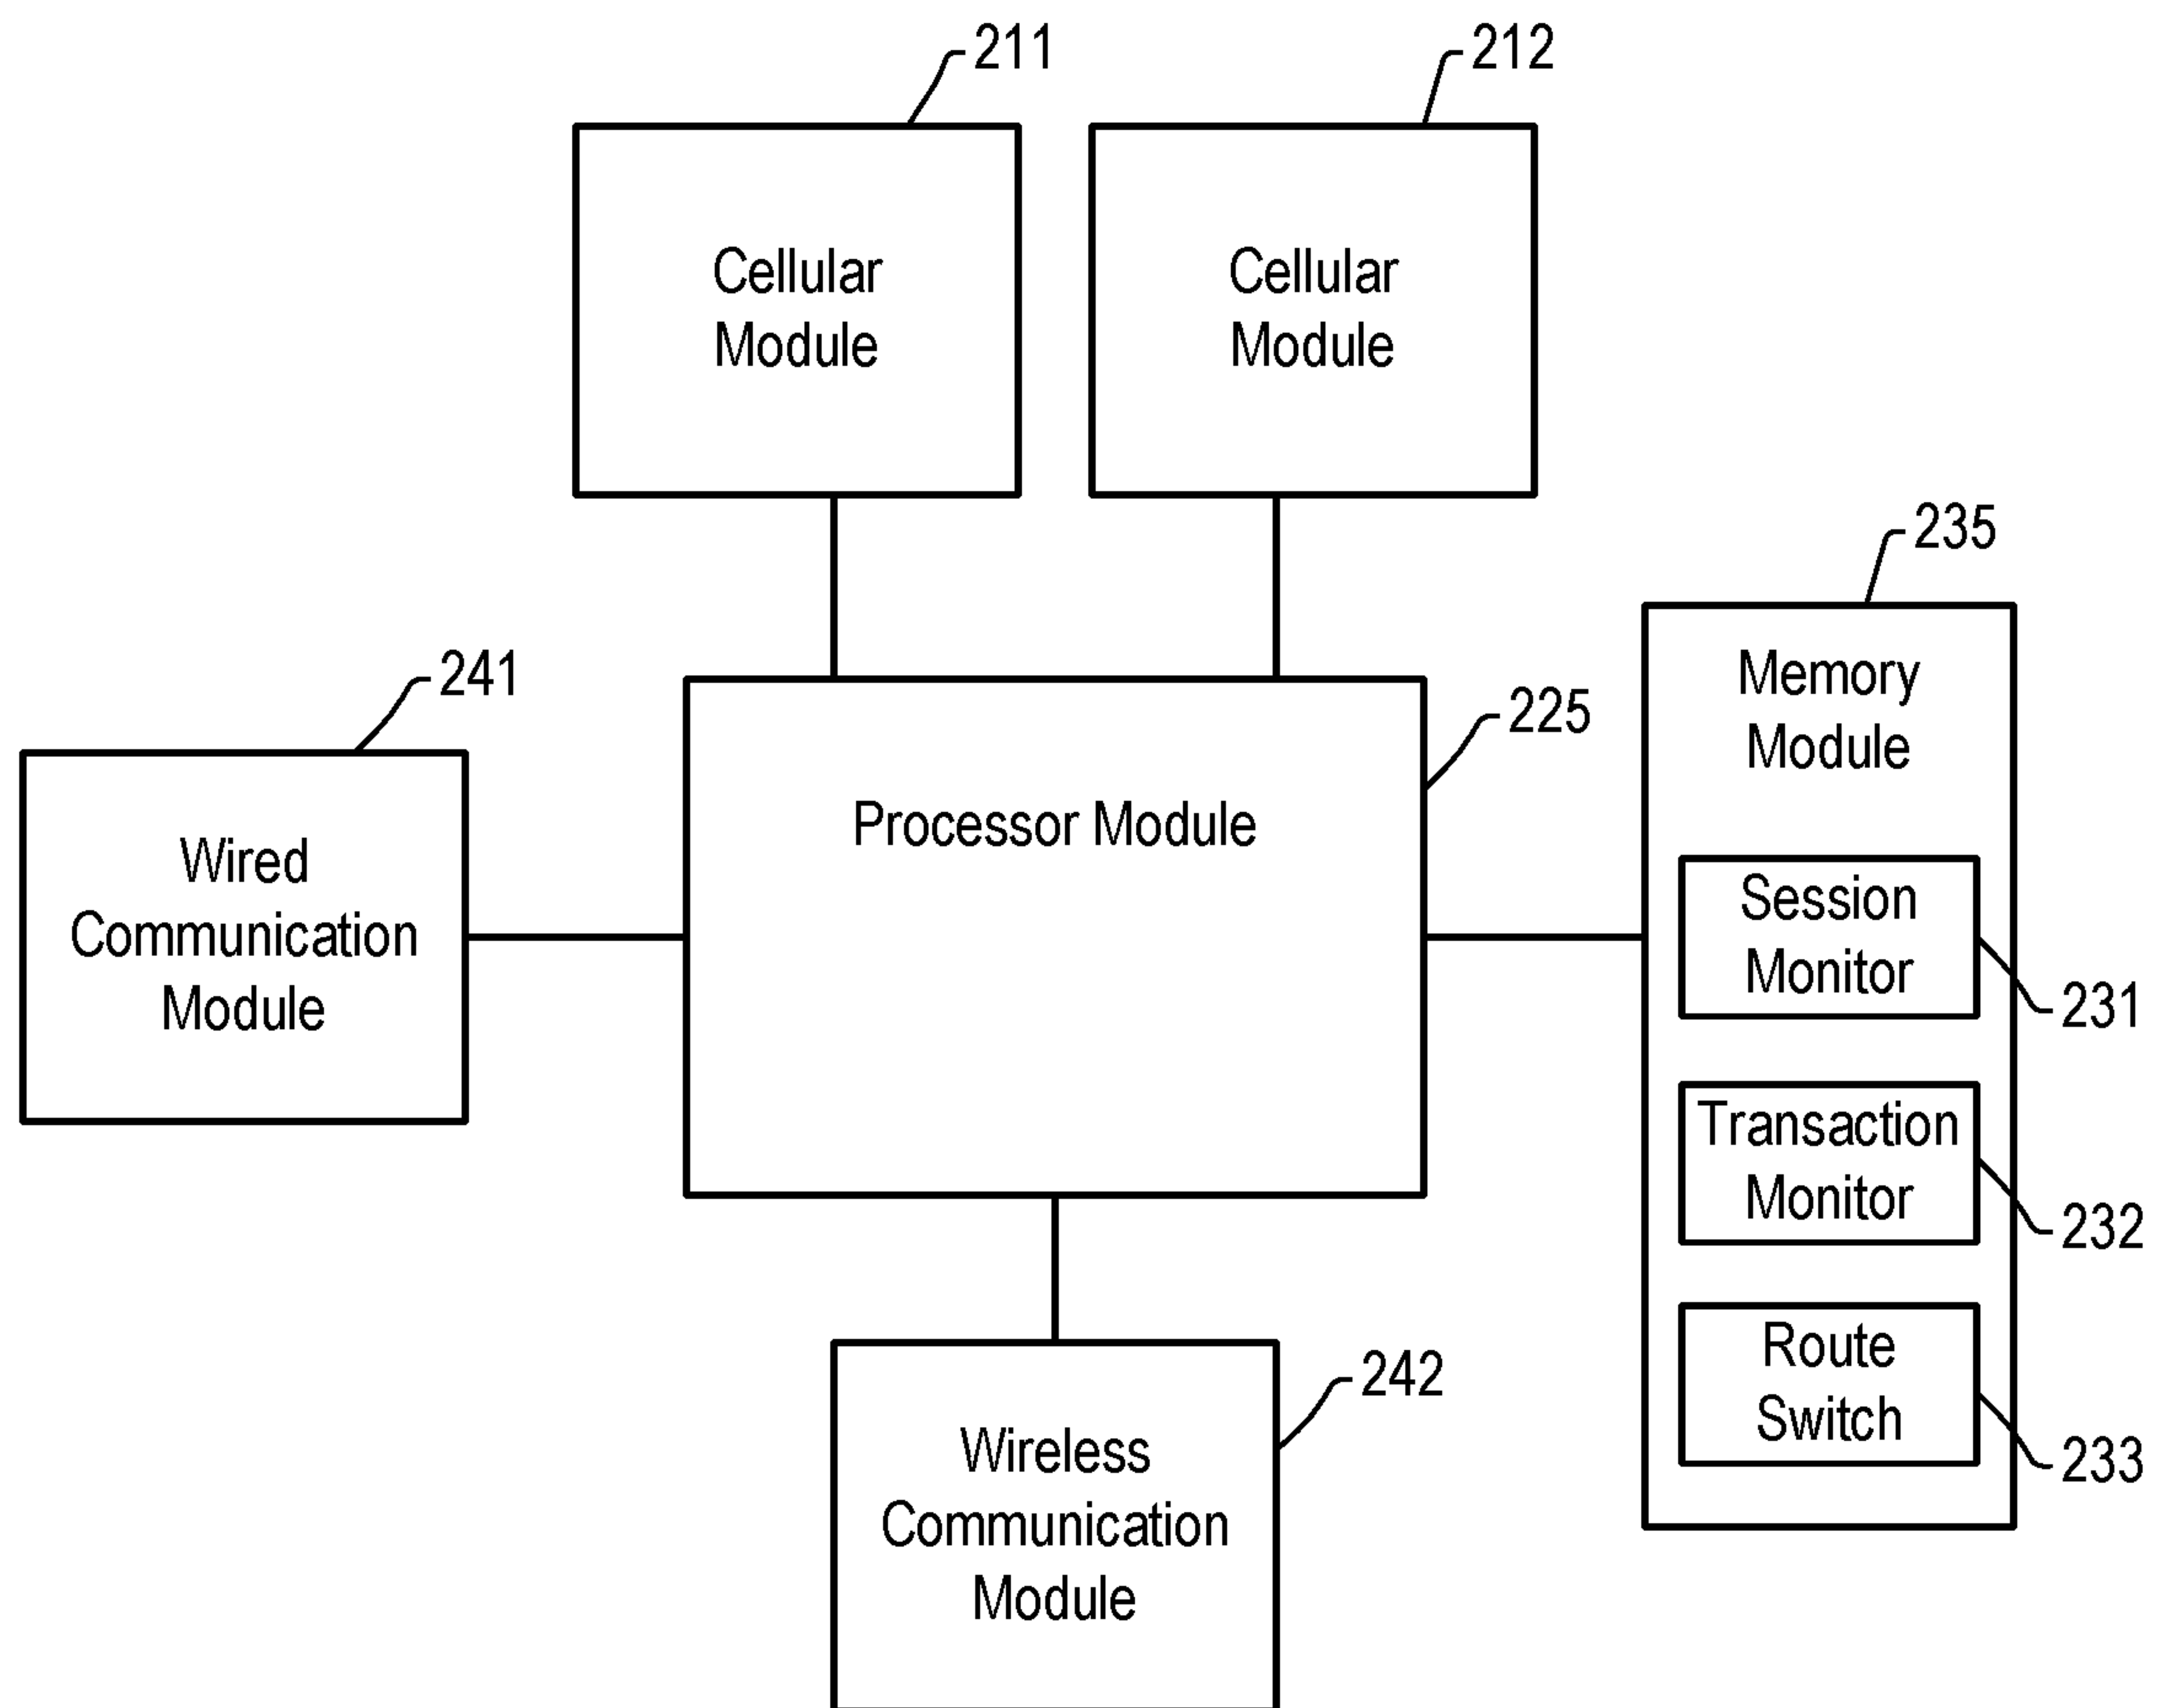 211
212
Cellular
Module
Cellular
Module
235
Memory
Module
241
225
Wired
Communication
Module
Processor Module
Session
Monitor
231
Transaction
Monitor
232
Route
Switch
233
242
Wireless
Communication
Module